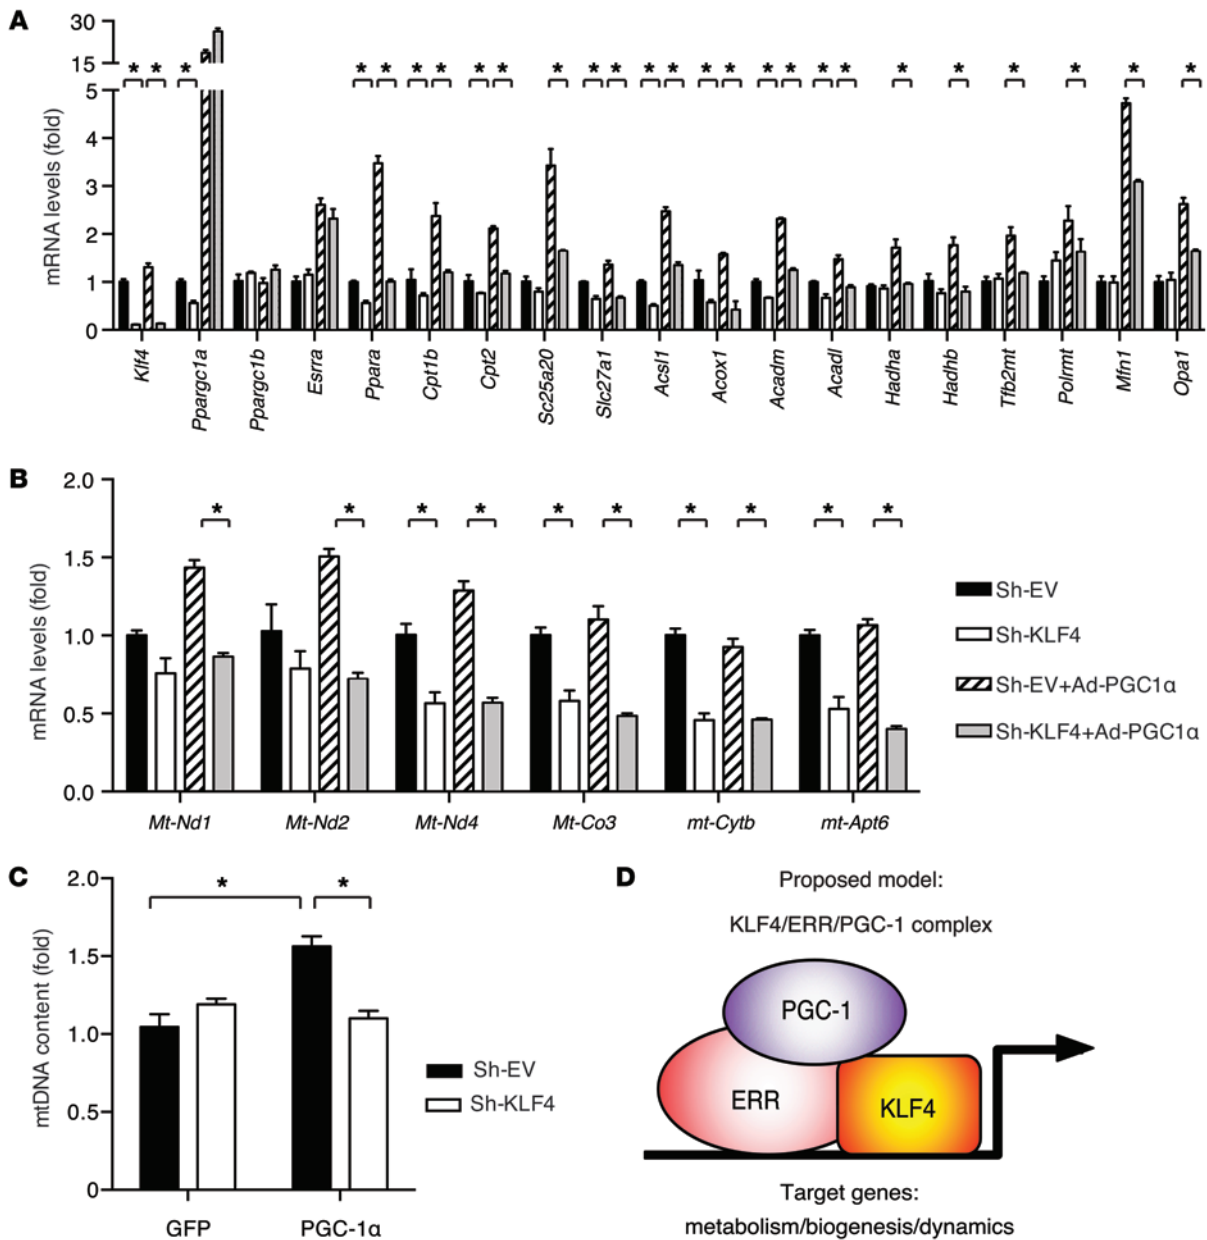 A
30
15
* * * * * * * * * * * * * * * * * * * * * * * * * * *
5
4
3
2
1
0
mRNA levels (fold)
Klf4 Ppargc1a Ppargc1b Esrra Ppara Cpt1b Cpt2 Sc25a20 Slc27a1 Acsl1 Acox1 Acadm Acadl Hadha Hadhb Tfb2mt Polrmt Mfn1 Opa1
B
2.0
1.5
1.0
0.5
0.0
mRNA levels (fold)
* * * * * * * * * *
Mt-Nd1 Mt-Nd2 Mt-Nd4 Mt-Co3 mt-Cytb mt-Apt6
Sh-EV
Sh-KLF4
Sh-EV+Ad-PGC1α
Sh-KLF4+Ad-PGC1α
C
2.0
1.5
1.0
0.5
0
mtDNA content (fold)
* *
GFP PGC-1α
Sh-EV
Sh-KLF4
D
Proposed model:
KLF4/ERR/PGC-1 complex
PGC-1
ERR
KLF4
Target genes:
metabolism/biogenesis/dynamics